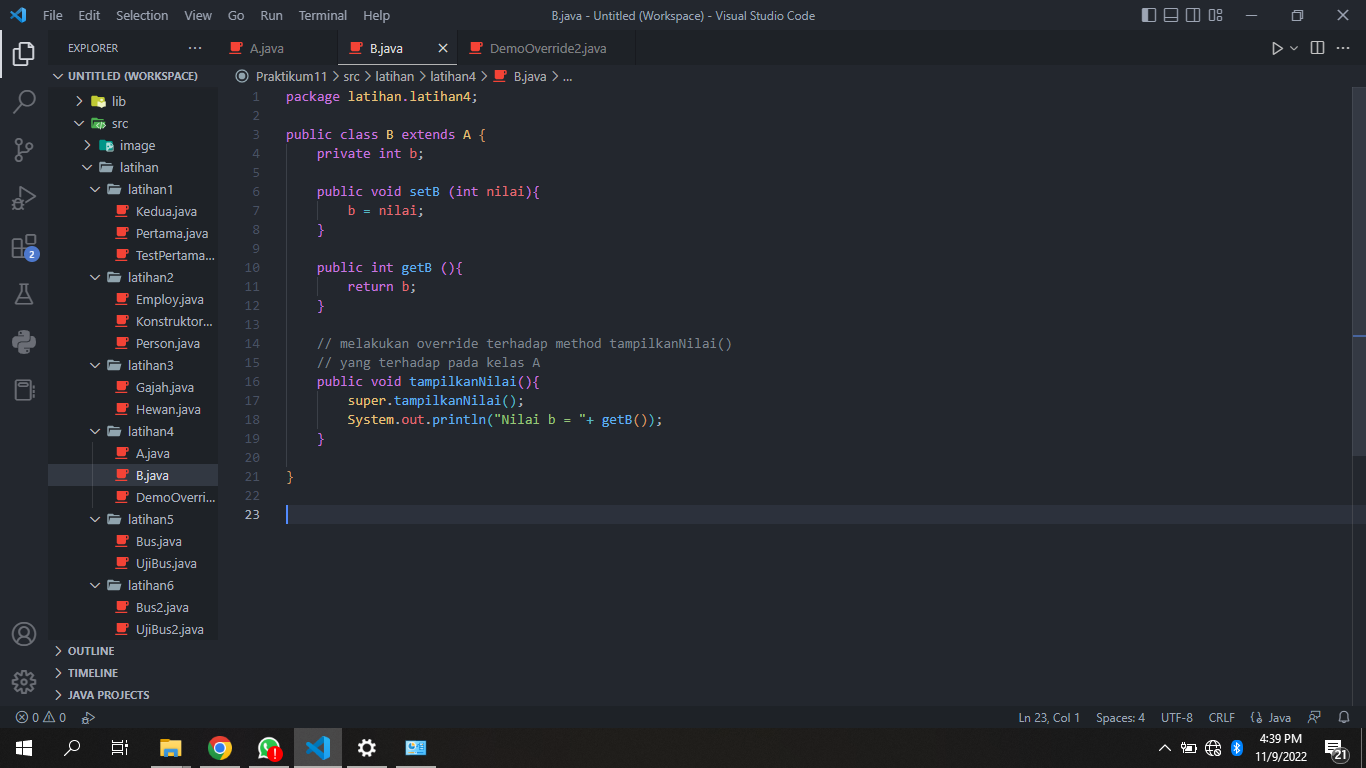 File Edit Selection View Go Run Terminal Help
B.java - Untitled (Workspace) - Visual Studio Code
EXPLORER
A.java
B.java
DemoOverride2.java
UNTITLED (WORKSPACE)
Praktikum11 > src > latihan > latihan4 > B.java > ...
lib
src
image
latihan
latihan1
Kedua.java
Pertama.java
TestPertama...
latihan2
Employ.java
Konstruktor...
Person.java
latihan3
Gajah.java
Hewan.java
latihan4
A.java
B.java
DemoOverri...
latihan5
Bus.java
UjiBus.java
latihan6
Bus2.java
UjiBus2.java
OUTLINE
TIMELINE
JAVA PROJECTS
2
1 package latihan.latihan4;
2
3 public class B extends A {
4 private int b;
5
6 public void setB (int nilai){
7 b = nilai;
8 }
9
10 public int getB (){
11 return b;
12 }
13
14 // melakukan override terhadap method tampilkanNilai()
15 // yang terhadap pada kelas A
16 public void tampilkanNilai(){
17 super.tampilkanNilai();
18 System.out.println("Nilai b = "+ getB());
19 }
20
21 }
22
23
0 0
Ln 23, Col 1 Spaces: 4 UTF-8 CRLF {} Java
4:39 PM
11/9/2022
21